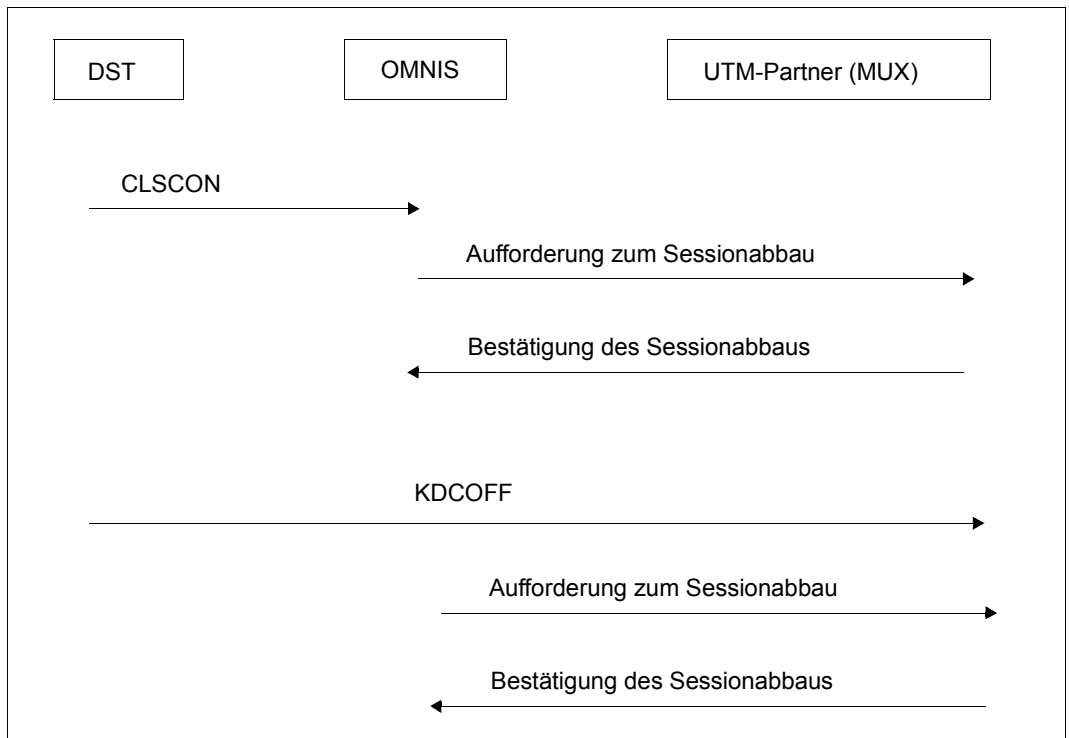 DST
OMNIS
UTM-Partner (MUX)
CLSCON
Aufforderung zum Sessionabbau
Bestätigung des Sessionabbaus
KDCOFF
Aufforderung zum Sessionabbau
Bestätigung des Sessionabbaus